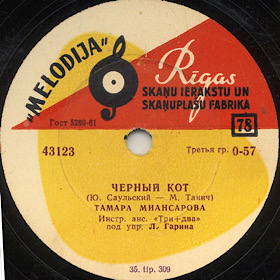 "MELODIJA"
Rīgas
SKAŅU IERAKSTU UN
SKAŅUPLAŠU FABRIKA
Гост 5289-61
78
43123
Третья гр. 0-57
ЧЕРНЫЙ КОТ
(Ю. Саульский — М. Танич)
ТАМАРА МИАНСАРОВА
Инстр. анс. «Три+два»
под упр. Л. Гарина
35. tip. 309